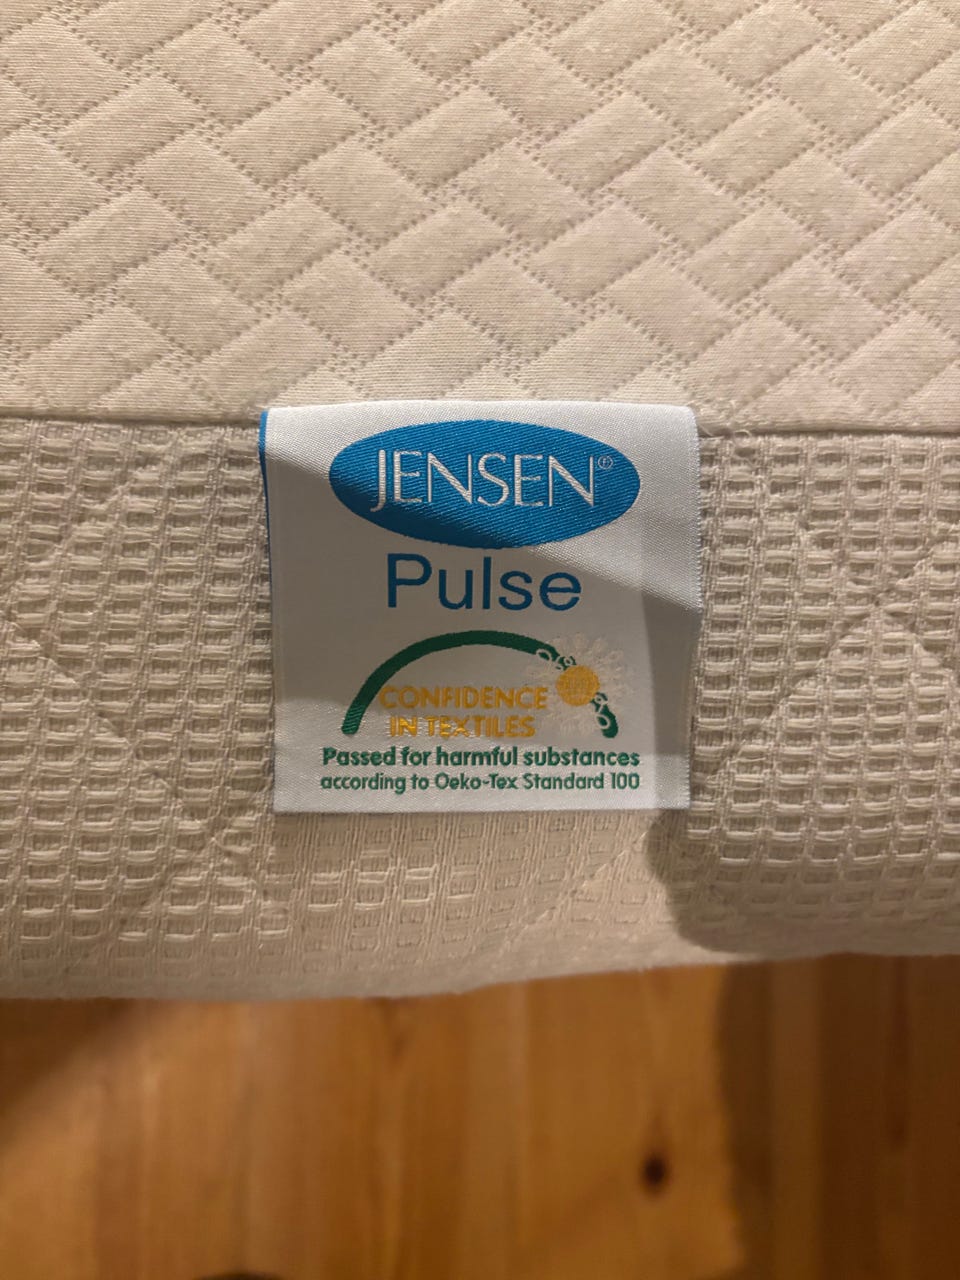 JENSEN®
Pulse
CONFIDENCE
IN TEXTILES
Passed for harmful substances
according to Oeko-Tex Standard 100